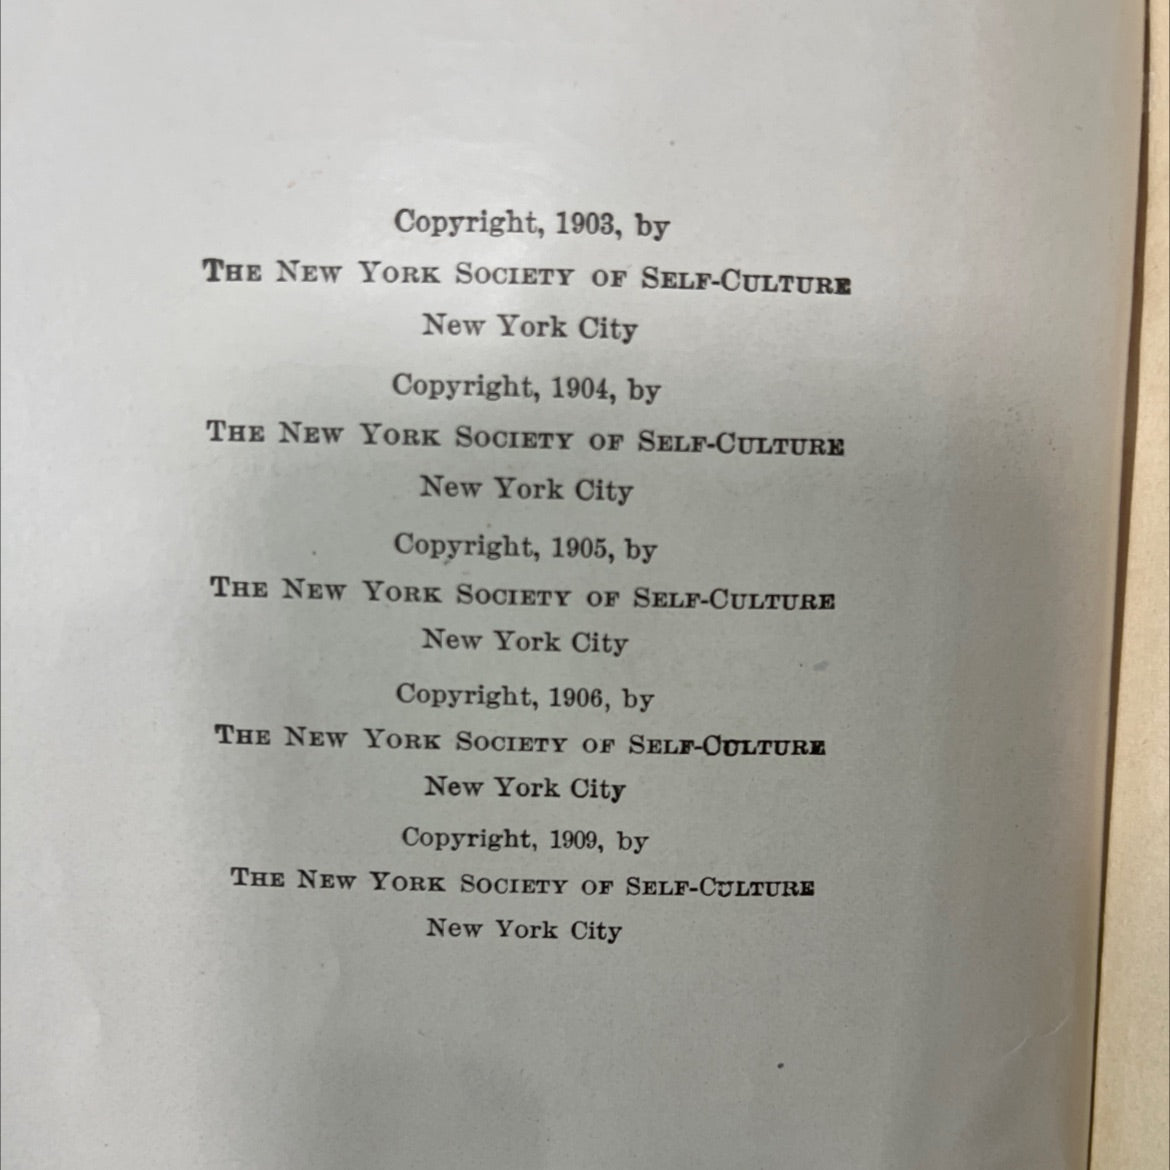 Copyright, 1903, by
THE NEW YORK SOCIETY OF SELF-CULTURE
New York City
Copyright, 1904, by
THE NEW YORK SOCIETY OF SELF-CULTURE
New York City
Copyright, 1905, by
THE NEW YORK SOCIETY OF SELF-CULTURE
New York City
Copyright, 1906, by
THE NEW YORK SOCIETY OF SELF-CULTURE
New York City
Copyright, 1909, by
THE NEW YORK SOCIETY OF SELF-CULTURE
New York City